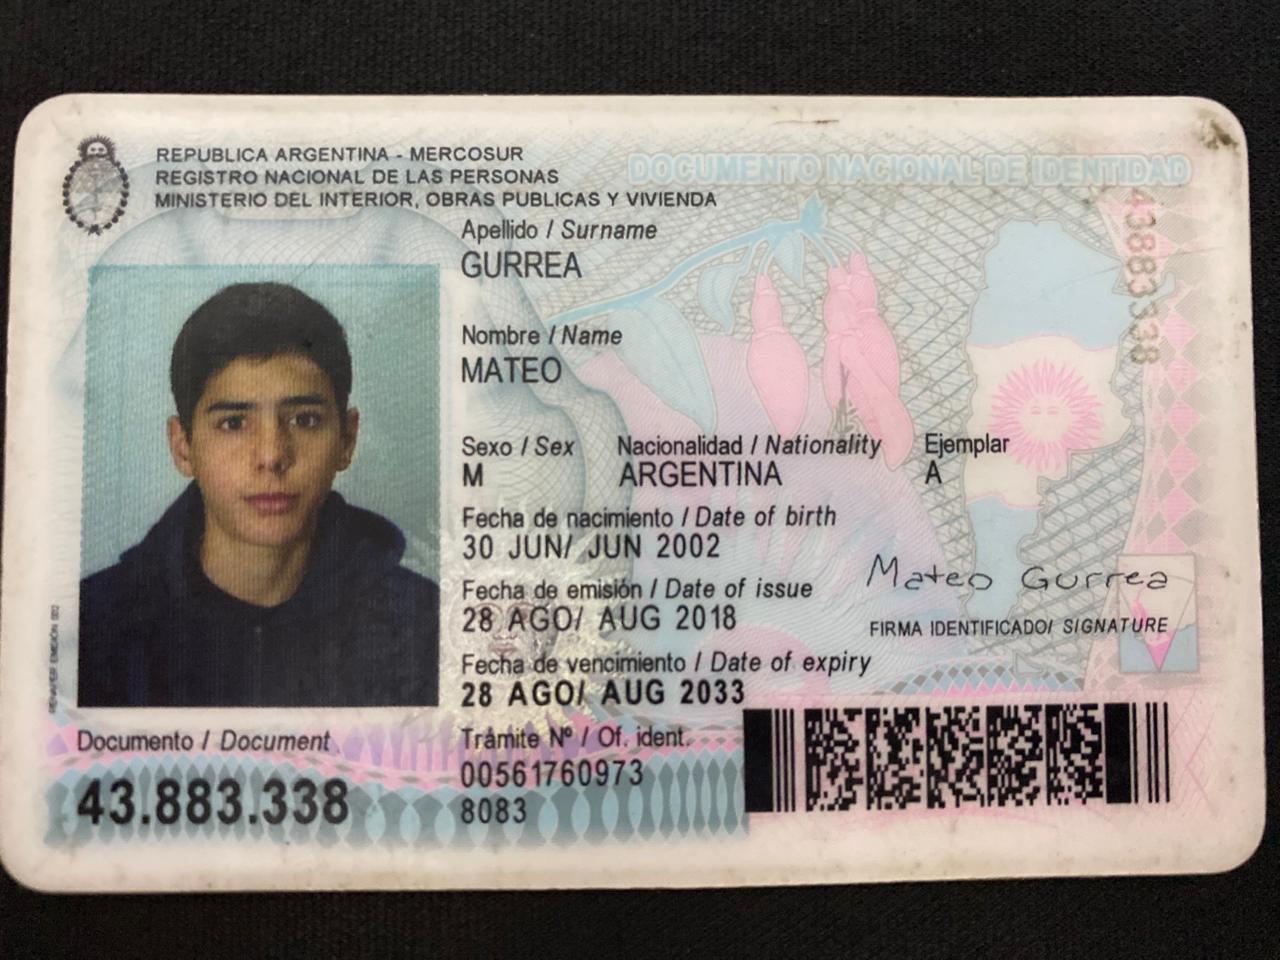 REPUBLICA ARGENTINA - MERCOSUR
REGISTRO NACIONAL DE LAS PERSONAS
MINISTERIO DEL INTERIOR, OBRAS PUBLICAS Y VIVIENDA
DOCUMENTO NACIONAL DE IDENTIDAD
Apellido / Surname
GURREA
Nombre / Name
MATEO
Sexo / Sex Nacionalidad / Nationality Ejemplar
M ARGENTINA A
Fecha de nacimiento / Date of birth
30 JUN/ JUN 2002
Fecha de emisión / Date of issue
28 AGO/ AUG 2018
Mateo Gurrea
FIRMA IDENTIFICADO/ SIGNATURE
Fecha de vencimiento / Date of expiry
28 AGO/ AUG 2033
Documento / Document
43.883.338
Trámite Nº / Of. ident.
00561760973
8083
43883338